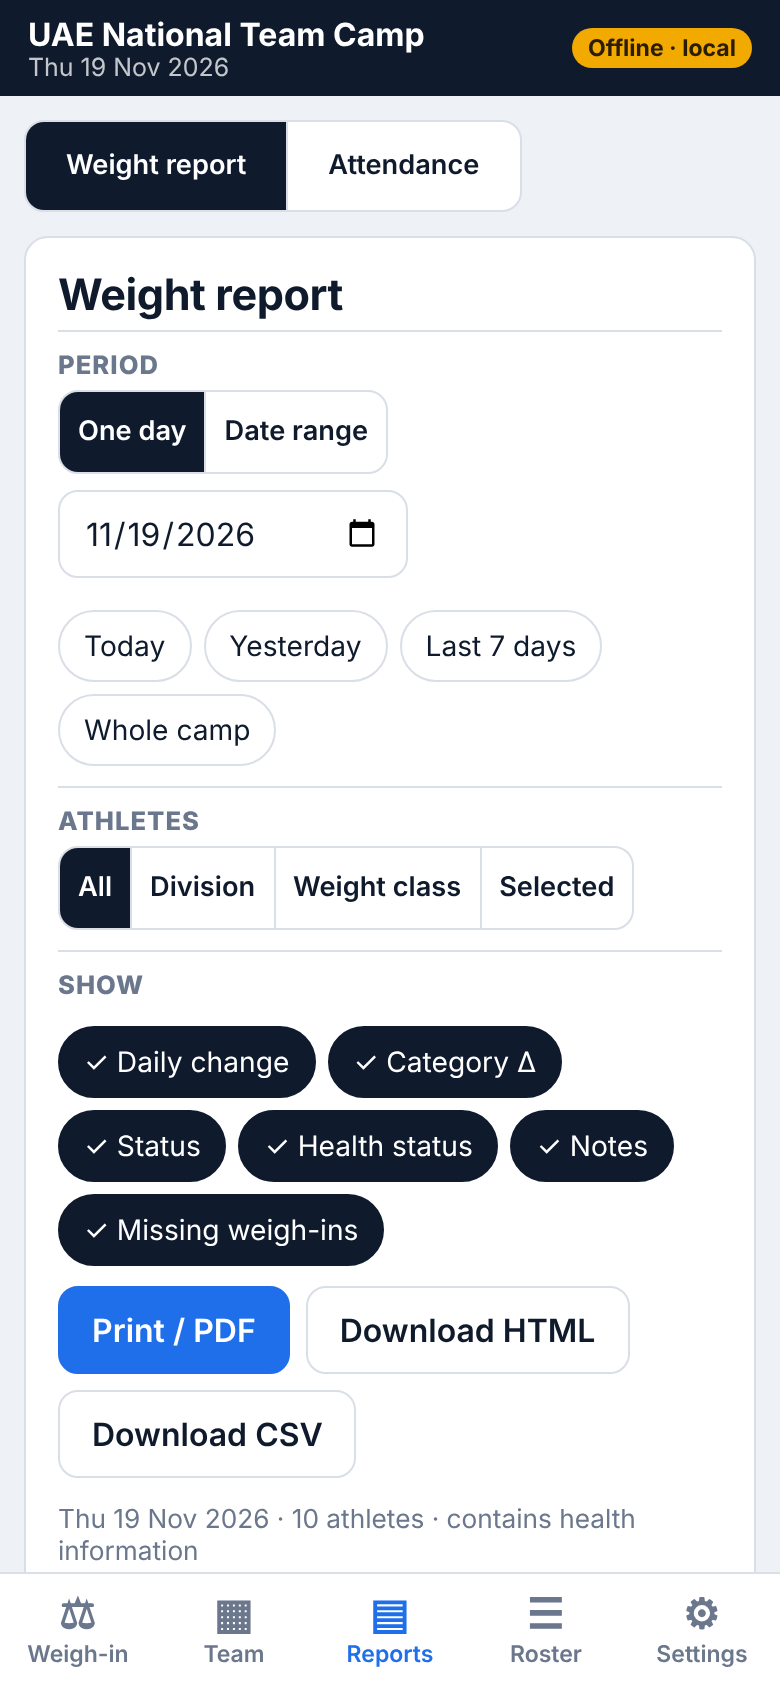 UAE National Team Camp
Thu 19 Nov 2026
Offline · local
Weight report
Attendance
Weight report
PERIOD
One day
Date range
11/19/2026
Today
Yesterday
Last 7 days
Whole camp
ATHLETES
All
Division
Weight class
Selected
SHOW
✓ Daily change
✓ Category Δ
✓ Status
✓ Health status
✓ Notes
✓ Missing weigh-ins
Print / PDF
Download HTML
Download CSV
Thu 19 Nov 2026 · 10 athletes · contains health
information
Weigh-in
Team
Reports
Roster
Settings